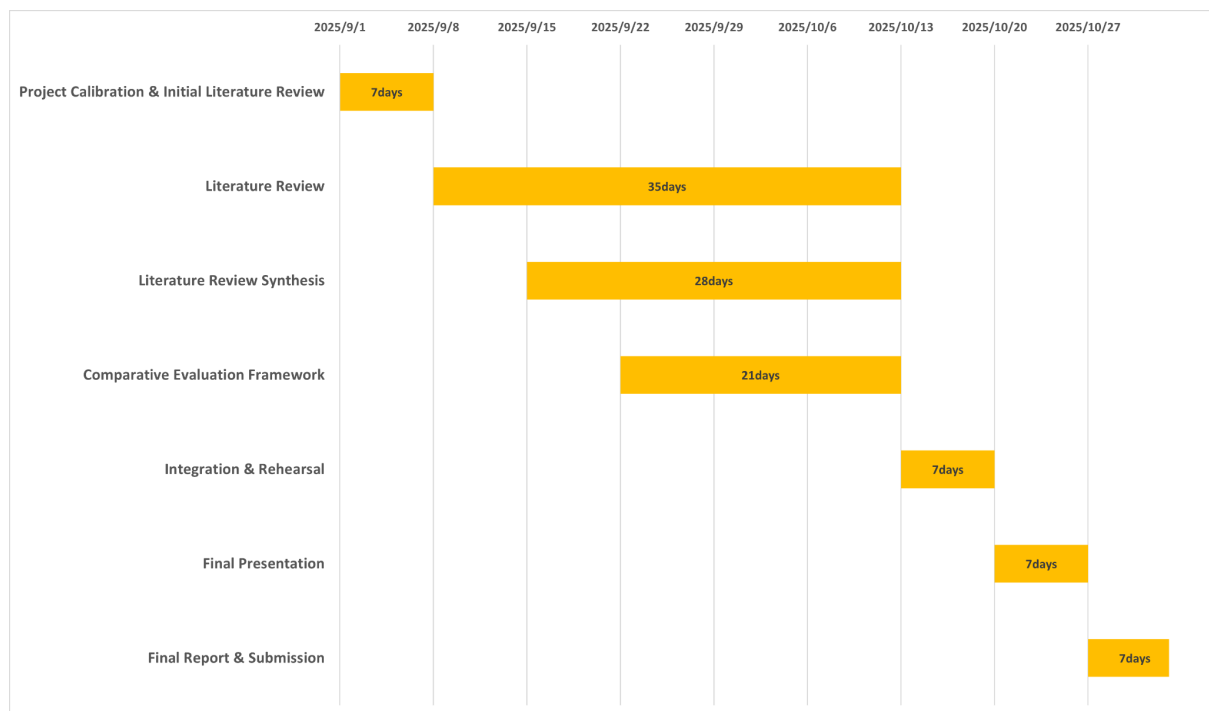 2025/9/1 2025/9/8 2025/9/15 2025/9/22 2025/9/29 2025/10/6 2025/10/13 2025/10/20 2025/10/27
Project Calibration & Initial Literature Review 7days
Literature Review 35days
Literature Review Synthesis 28days
Comparative Evaluation Framework 21days
Integration & Rehearsal 7days
Final Presentation 7days
Final Report & Submission 7days